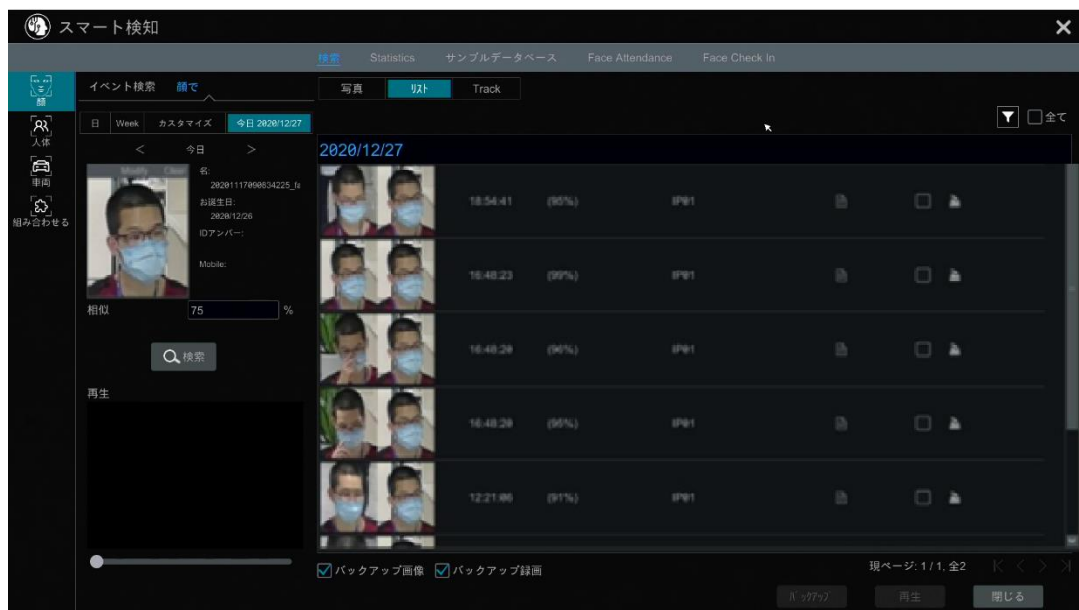 スマート検知
検索 Statistics サンプルデータベース Face Attendance Face Check In
顔
人体
車両
組み合わせる
イベント検索 顔で
日 Week カスタマイズ 今日 2020/12/27
< 今日 >
Modify Clear
名:
20201117090834225_fa
お誕生日:
2020/12/26
IDアンバー:
Mobile:
相似 75 %
検索
再生
写真 リスト Track
全て
2020/12/27
18:54:41 (95%) IP01
16:48:23 (99%) IP01
16:48:20 (96%) IP01
16:48:20 (95%) IP01
12:21:06 (91%) IP01
バックアップ画像 バックアップ録画
現ページ: 1 / 1, 全2
バックアップ 再生 閉じる